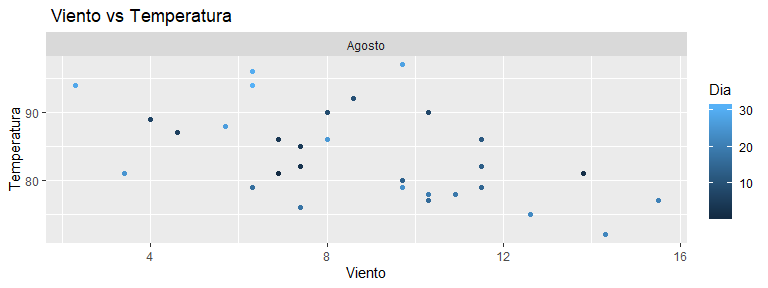 Viento vs Temperatura
Agosto
Temperatura
90
80
4 8 12 16
Viento
Dia
30
20
10